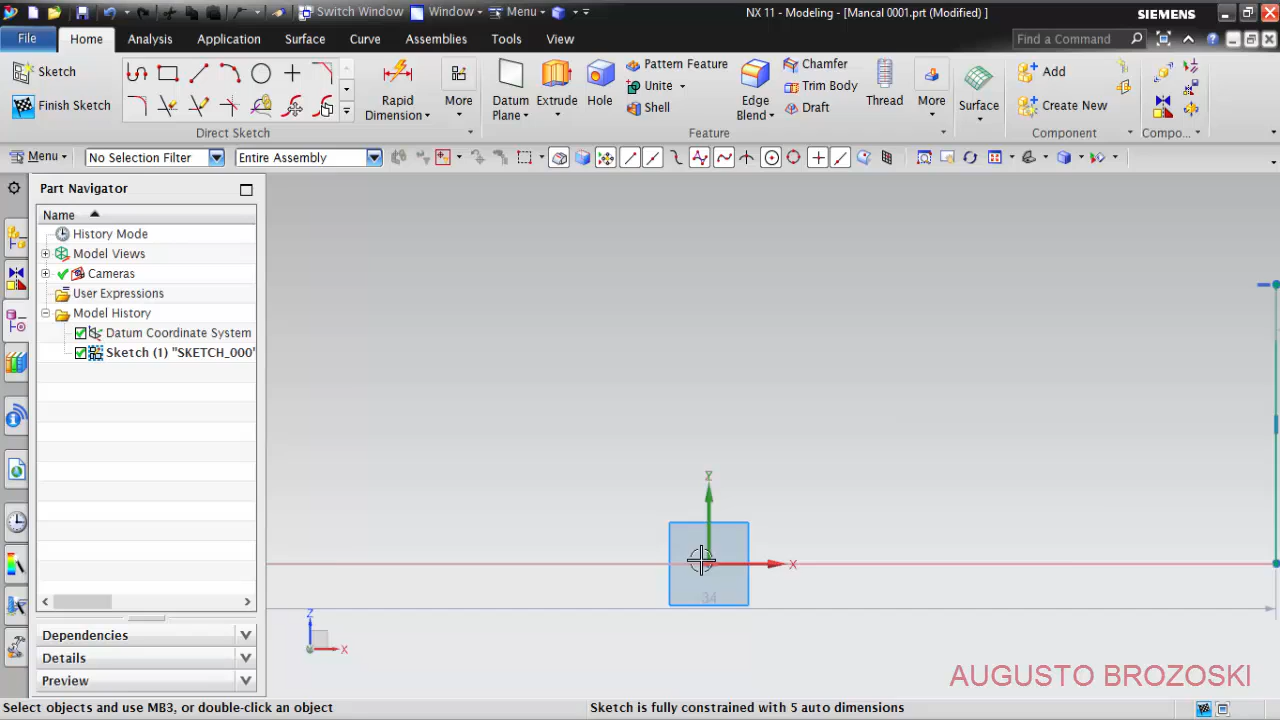 Switch Window Window Menu NX 11 - Modeling - [Mancal 0001.prt (Modified) ] SIEMENS
File Home Analysis Application Surface Curve Assemblies Tools View Find a Command
Sketch
Finish Sketch
Direct Sketch
Rapid Dimension
More
Datum Plane
Extrude
Hole
Pattern Feature
Unite
Shell
Edge Blend
Chamfer
Trim Body
Draft
Thread
More
Feature
Surface
Add
Create New
Component
Compo...
Menu No Selection Filter Entire Assembly
Part Navigator
Name
History Mode
Model Views
Cameras
User Expressions
Model History
Datum Coordinate System
Sketch (1) "SKETCH_000"
Dependencies
Details
Preview
Z
X
34
Z
X
AUGUSTO BROZOSKI
Select objects and use MB3, or double-click an object Sketch is fully constrained with 5 auto dimensions